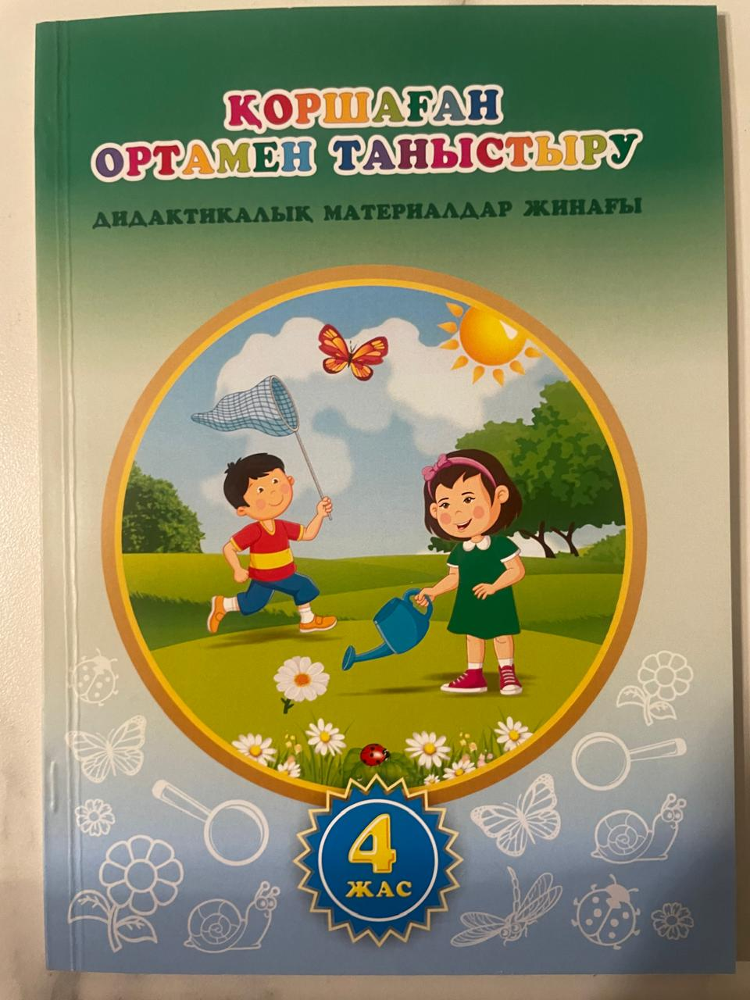 ҚОРШАҒАН
ОРТАМЕН ТАНЫСТЫРУ
ДИДАКТИКАЛЫҚ МАТЕРИАЛДАР ЖИНАҒЫ
4
ЖАС